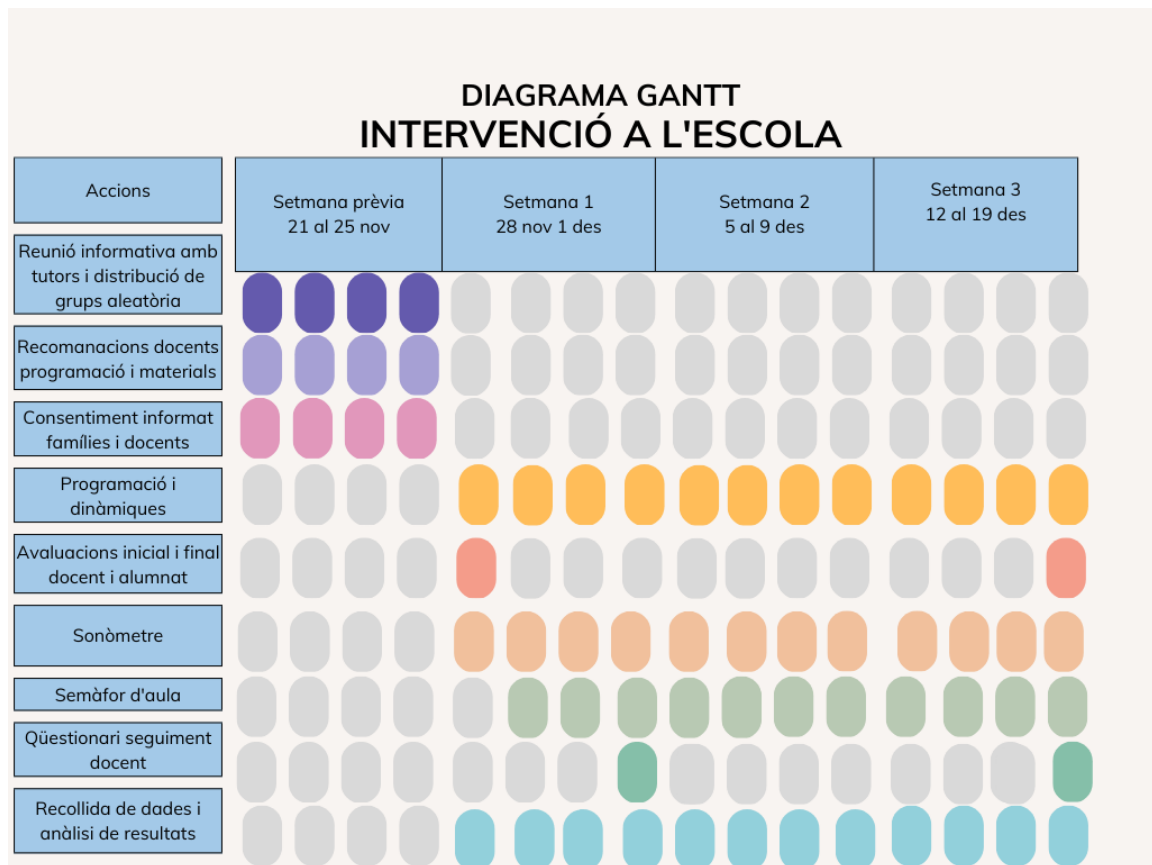 DIAGRAMA GANTT
INTERVENCIÓ A L'ESCOLA
Accions
Setmana prèvia
21 al 25 nov
Setmana 1
28 nov 1 des
Setmana 2
5 al 9 des
Setmana 3
12 al 19 des
Reunió informativa amb
tutors i distribució de
grups aleatòria
Recomanacions docents
programació i materials
Consentiment informat
famílies i docents
Programació i
dinàmiques
Avaluacions inicial i final
docent i alumnat
Sonòmetre
Semàfor d'aula
Qüestionari seguiment
docent
Recollida de dades i
anàlisi de resultats